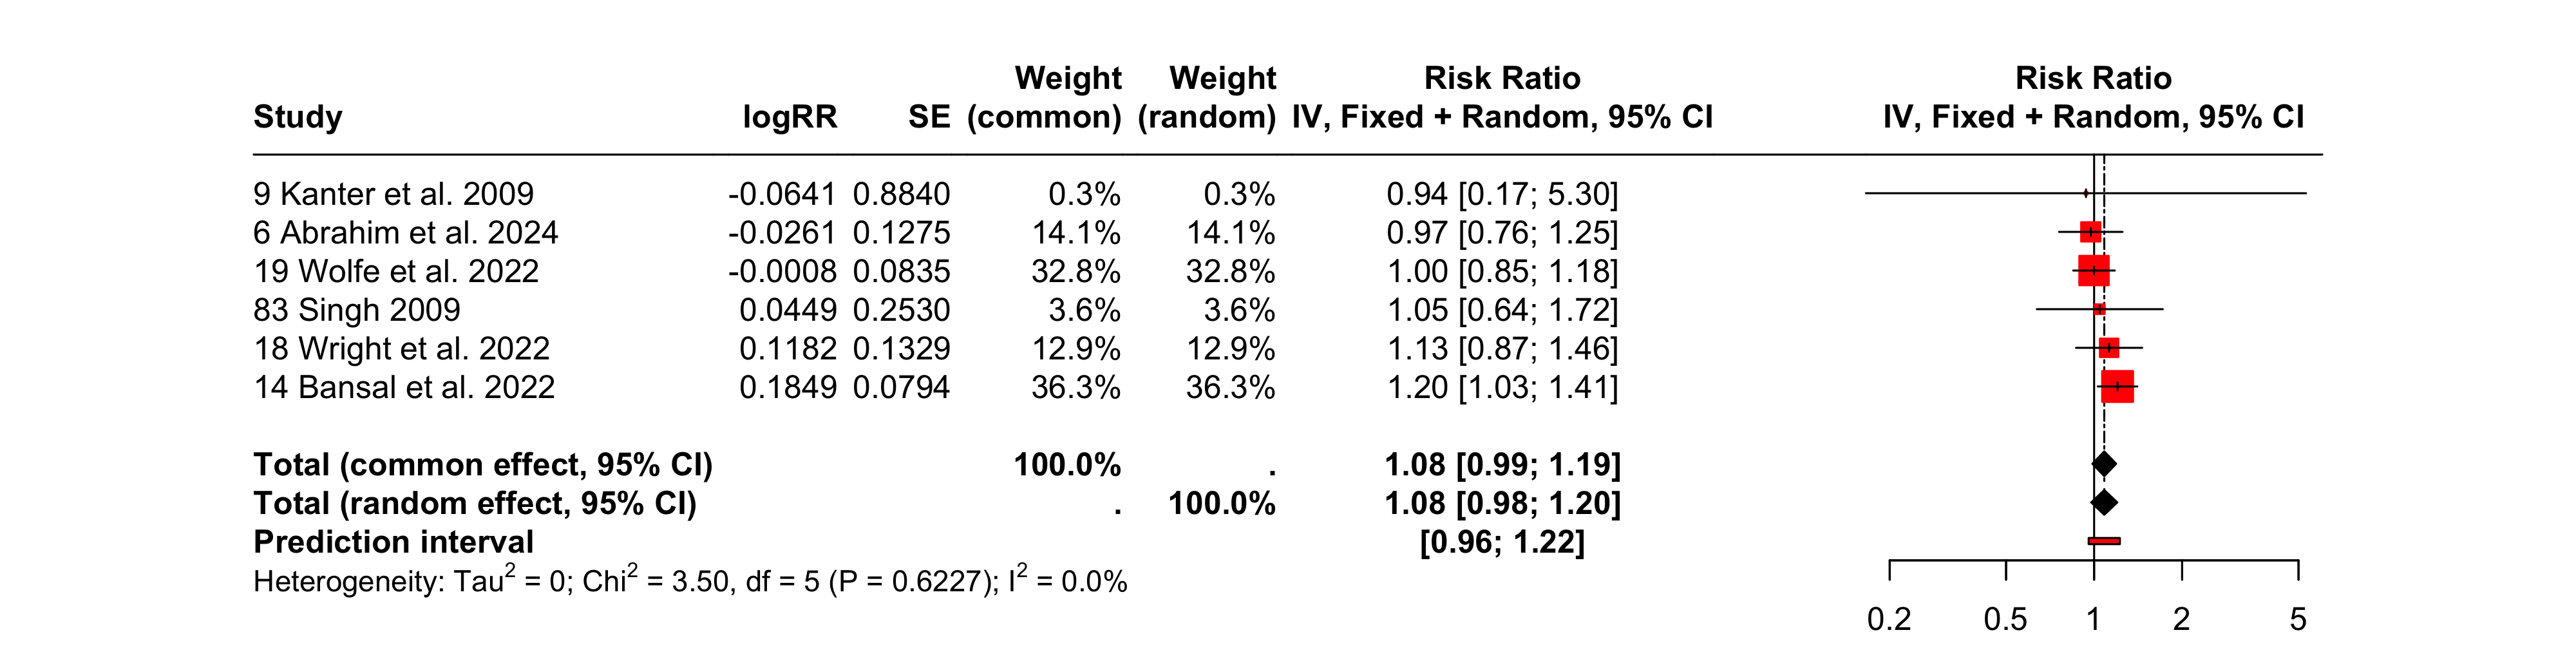 Weight Weight Risk Ratio Risk Ratio
Study logRR SE (common) (random) IV, Fixed + Random, 95% CI IV, Fixed + Random, 95% CI
9 Kanter et al. 2009 -0.0641 0.8840 0.3% 0.3% 0.94 [0.17; 5.30]
6 Abrahim et al. 2024 -0.0261 0.1275 14.1% 14.1% 0.97 [0.76; 1.25]
19 Wolfe et al. 2022 -0.0008 0.0835 32.8% 32.8% 1.00 [0.85; 1.18]
83 Singh 2009 0.0449 0.2530 3.6% 3.6% 1.05 [0.64; 1.72]
18 Wright et al. 2022 0.1182 0.1329 12.9% 12.9% 1.13 [0.87; 1.46]
14 Bansal et al. 2022 0.1849 0.0794 36.3% 36.3% 1.20 [1.03; 1.41]
Total (common effect, 95% CI) 100.0% . 1.08 [0.99; 1.19]
Total (random effect, 95% CI) . 100.0% 1.08 [0.98; 1.20]
Prediction interval [0.96; 1.22]
Heterogeneity: Tau² = 0; Chi² = 3.50, df = 5 (P = 0.6227); I² = 0.0%
0.2 0.5 1 2 5